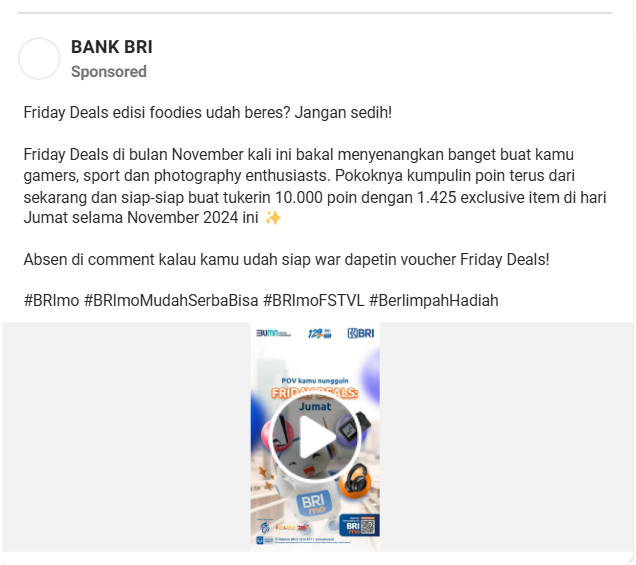 BANK BRI
Sponsored
Friday Deals edisi foodies udah beres? Jangan sedih!
Friday Deals di bulan November kali ini bakal menyenangkan banget buat kamu
gamers, sport dan photography enthusiasts. Pokoknya kumpulin poin terus dari
sekarang dan siap-siap buat tukerin 10.000 poin dengan 1.425 exclusive item di hari
Jumat selama November 2024 ini ✨
Absen di comment kalau kamu udah siap war dapetin voucher Friday Deals!
#BRImo #BRImoMudahSerbaBisa #BRImoFSTVL #BerlimpahHadiah
BUMN
BRI
POV kamu nungguin
FRIDAY DEALS:
Jumat
BRI
mo
BRI
mo